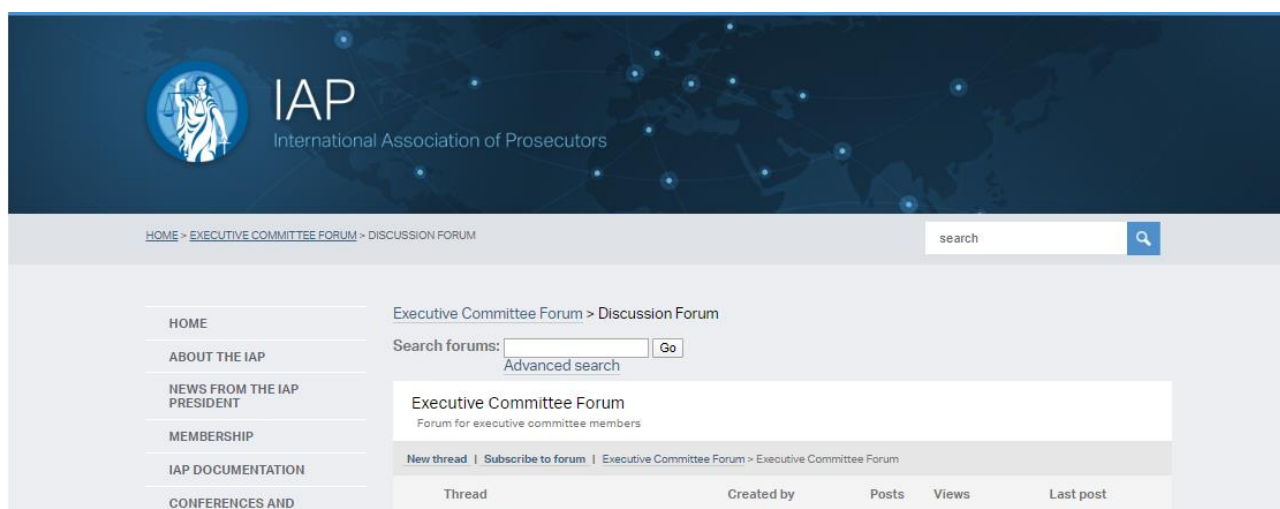 IAP
International Association of Prosecutors
HOME > EXECUTIVE COMMITTEE FORUM > DISCUSSION FORUM
search
HOME
ABOUT THE IAP
NEWS FROM THE IAP
PRESIDENT
MEMBERSHIP
IAP DOCUMENTATION
CONFERENCES AND
Executive Committee Forum > Discussion Forum
Search forums:
Go
Advanced search
Executive Committee Forum
Forum for executive committee members
New thread | Subscribe to forum | Executive Committee Forum > Executive Committee Forum
Thread Created by Posts Views Last post